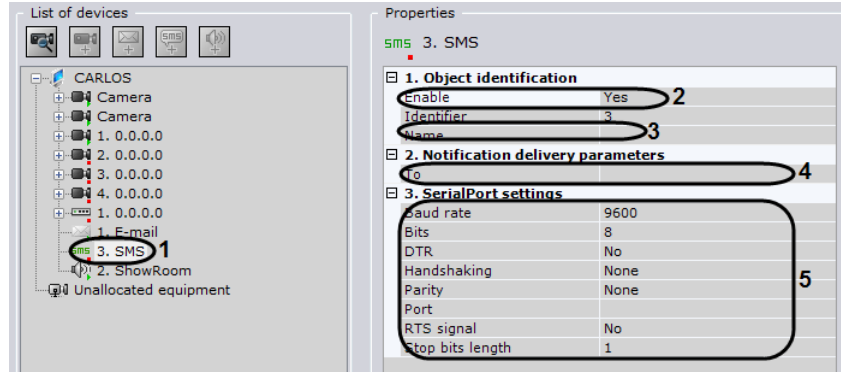 List of devices
SMS
CARLOS
Camera
Camera
1. 0.0.0.0
2. 0.0.0.0
3. 0.0.0.0
4. 0.0.0.0
1. 0.0.0.0
1. E-mail
sms 3. SMS 1
2. ShowRoom
Unallocated equipment
Properties
sms 3. SMS
1. Object identification
Enable Yes 2
Identifier 3
Name 3
2. Notification delivery parameters
To 4
3. SerialPort settings
Baud rate 9600
Bits 8
DTR No
Handshaking None
Parity None
5
Port
RTS signal No
Stop bits length 1